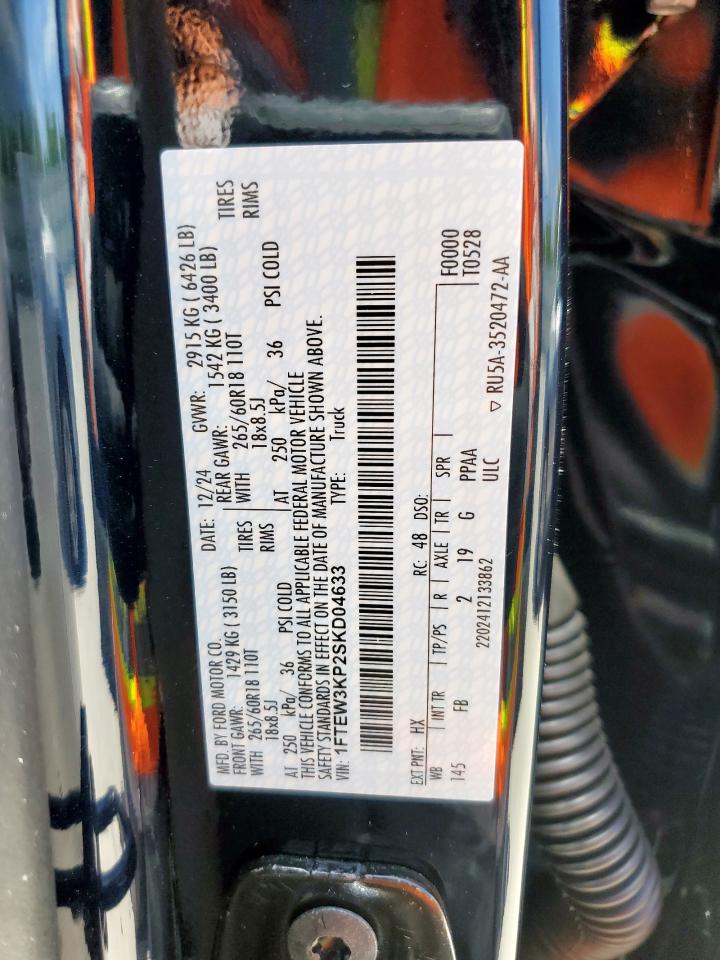 MFD. BY FORD MOTOR CO.
DATE: 12/24 GVWR: 2915 KG ( 6426 LB)
FRONT GAWR: 1429 KG ( 3150 LB) REAR GAWR: 1542 KG ( 3400 LB)
WITH 265/60R18 110T TIRES WITH 265/60R18 110T TIRES
18x8.5J RIMS 18x8.5J RIMS
AT 250 kPa/ 36 PSI COLD AT 250 kPa/ 36 PSI COLD
THIS VEHICLE CONFORMS TO ALL APPLICABLE FEDERAL MOTOR VEHICLE
SAFETY STANDARDS IN EFFECT ON THE DATE OF MANUFACTURE SHOWN ABOVE.
VIN: 1FTEW3KP2SKD04633 TYPE: Truck
EXT PNT: HX RC: 48 DSO: F0000
WB INT TR TP/PS R AXLE TR SPR T0528
145 FB 2 19 G PPAA
2202412133862 ULC ▽ RU5A-3520472-AA